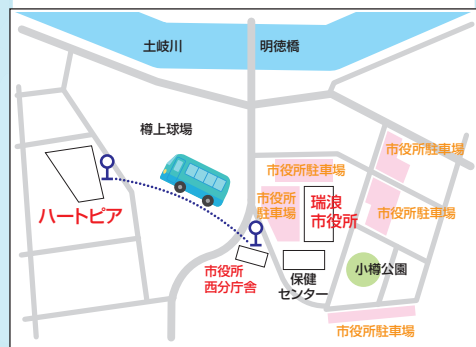 土岐川
明徳橋
樽上球場
市役所駐車場
市役所駐車場
ハートピア
市役所
駐車場
瑞浪
市役所
市役所駐車場
市役所
西分庁舎
保健
センター
小樽公園
市役所駐車場